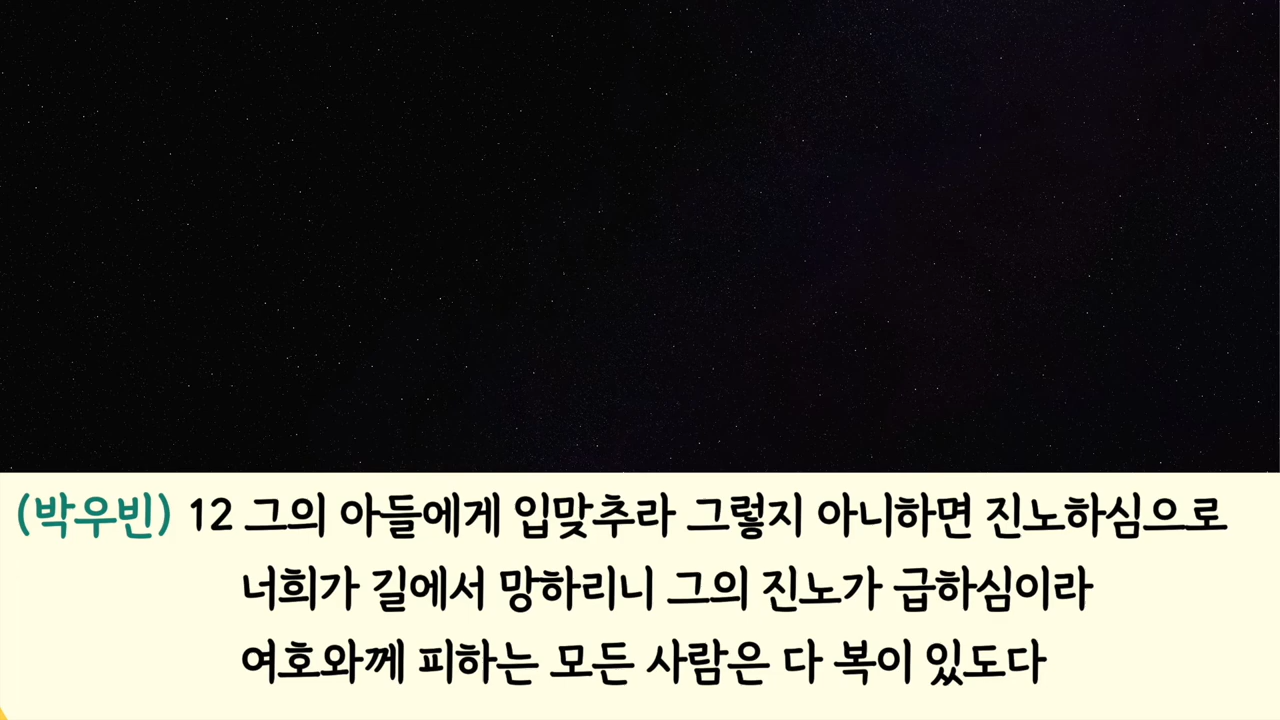 (박우빈) 12 그의 아들에게 입맞추라 그렇지 아니하면 진노하심으로
너희가 길에서 망하리니 그의 진노가 급하심이라
여호와께 피하는 모든 사람은 다 복이 있도다